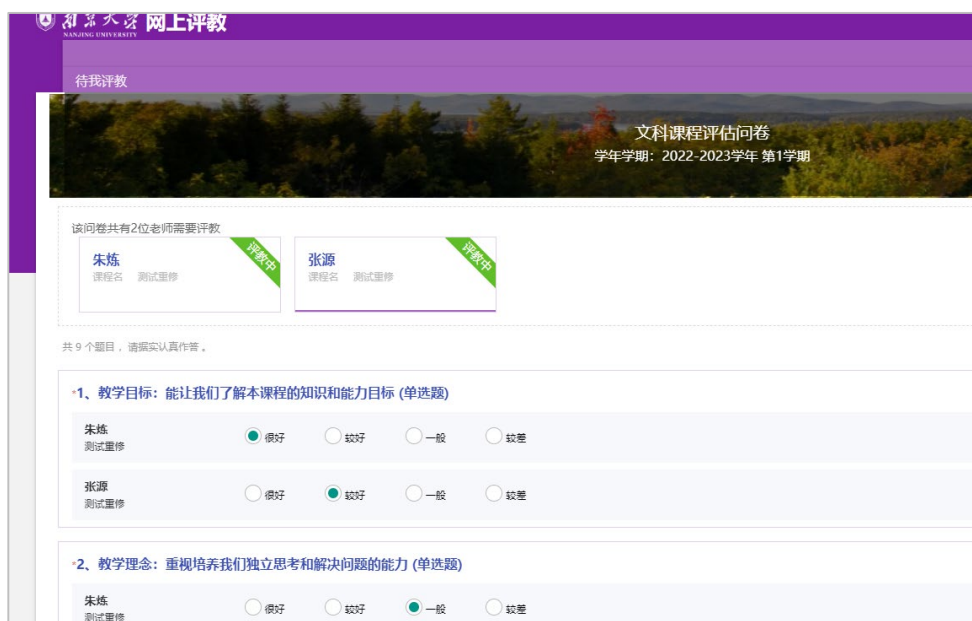 南京大学 网上评教
NANJING UNIVERSITY
待我评教
文科课程评估问卷
学年学期：2022-2023学年 第1学期
该问卷共有2位老师需要评教
朱炼 评教中
课程名 测试重修
张源 评教中
课程名 测试重修
共 9 个题目，请据实认真作答。
*1、教学目标：能让我们了解本课程的知识和能力目标 (单选题)
朱炼
测试重修
很好 较好 一般 较差
张源
测试重修
很好 较好 一般 较差
*2、教学理念：重视培养我们独立思考和解决问题的能力 (单选题)
朱炼
测试重修
很好 较好 一般 较差